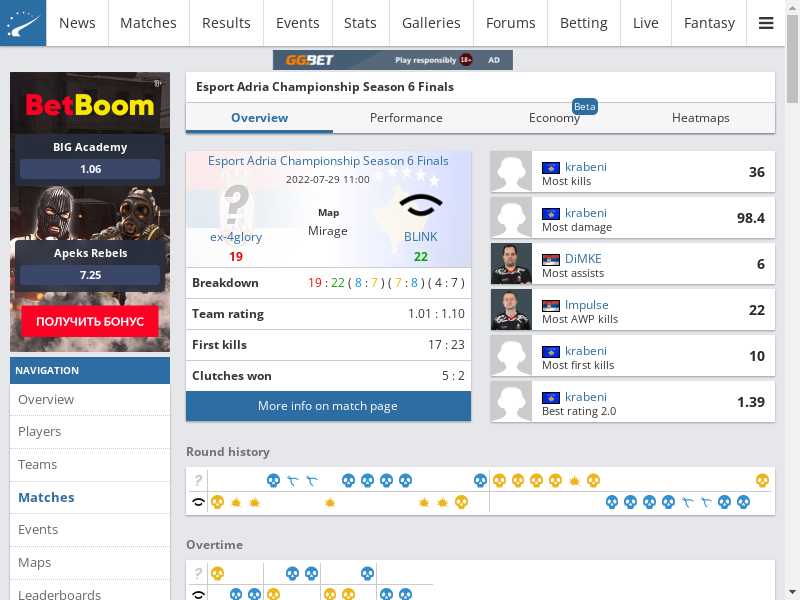 News
Matches
Results
Events
Stats
Galleries
Forums
Betting
Live
Fantasy
GGBET
Play responsibly 18+ AD
BetBoom
18+
BIG Academy
1.06
Apeks Rebels
7.25
ПОЛУЧИТЬ БОНУС
NAVIGATION
Overview
Players
Teams
Matches
Events
Maps
Leaderboards
Esport Adria Championship Season 6 Finals
Overview
Performance
Economy
Beta
Heatmaps
Esport Adria Championship Season 6 Finals
2022-07-29 11:00
?
ex-4glory
19
Map
Mirage
BLINK
22
Breakdown 19 : 22 ( 8 : 7 ) ( 7 : 8 ) ( 4 : 7 )
Team rating 1.01 : 1.10
First kills 17 : 23
Clutches won 5 : 2
More info on match page
krabeni
Most kills
36
krabeni
Most damage
98.4
DiMKE
Most assists
6
Impulse
Most AWP kills
22
krabeni
Most first kills
10
krabeni
Best rating 2.0
1.39
Round history
?
Overtime
?